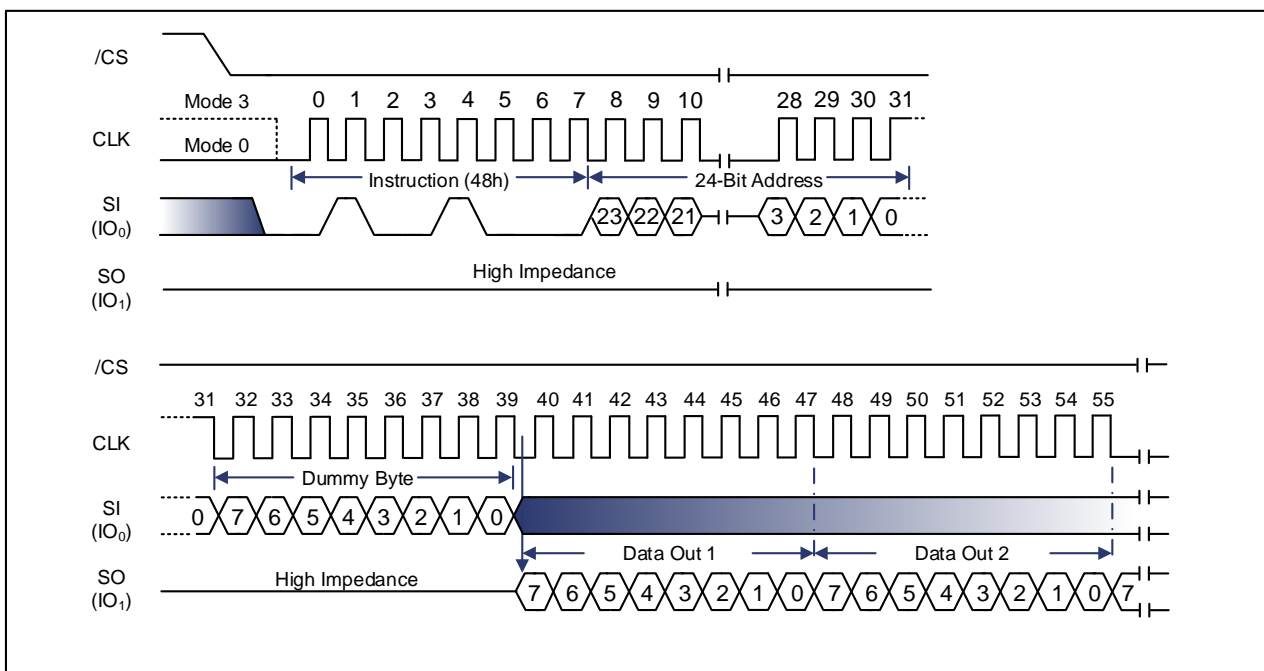 /CS
Mode 3 0 1 2 3 4 5 6 7 8 9 10 28 29 30 31
CLK Mode 0
Instruction (48h) 24-Bit Address
SI
(IO₀) 23 22 21 3 2 1 0
SO High Impedance
(IO₁)
/CS
31 32 33 34 35 36 37 38 39 40 41 42 43 44 45 46 47 48 49 50 51 52 53 54 55
CLK
Dummy Byte
SI
(IO₀) 0 7 6 5 4 3 2 1 0
Data Out 1 Data Out 2
SO High Impedance
(IO₁) 7 6 5 4 3 2 1 0 7 6 5 4 3 2 1 0 7